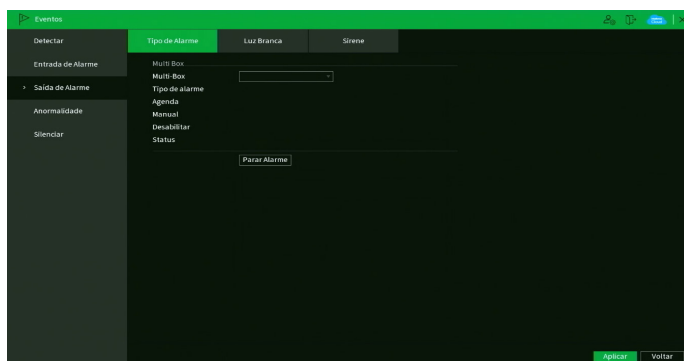 Eventos
Detectar
Entrada de Alarme
Saída de Alarme
Anormalidade
Silenciar
Tipo de Alarme
Luz Branca
Sirene
Multi Box
Multi-Box
Tipo de alarme
Agenda
Manual
Desabilitar
Status
Parar Alarme
Aplicar
Voltar